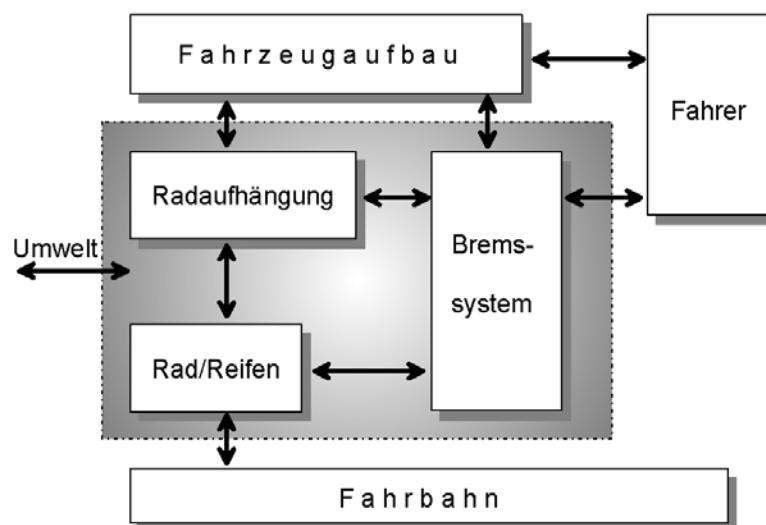 Fahrzeugaufbau
Fahrer
Radaufhängung
Umwelt
Brems-
system
Rad/Reifen
Fahrbahn